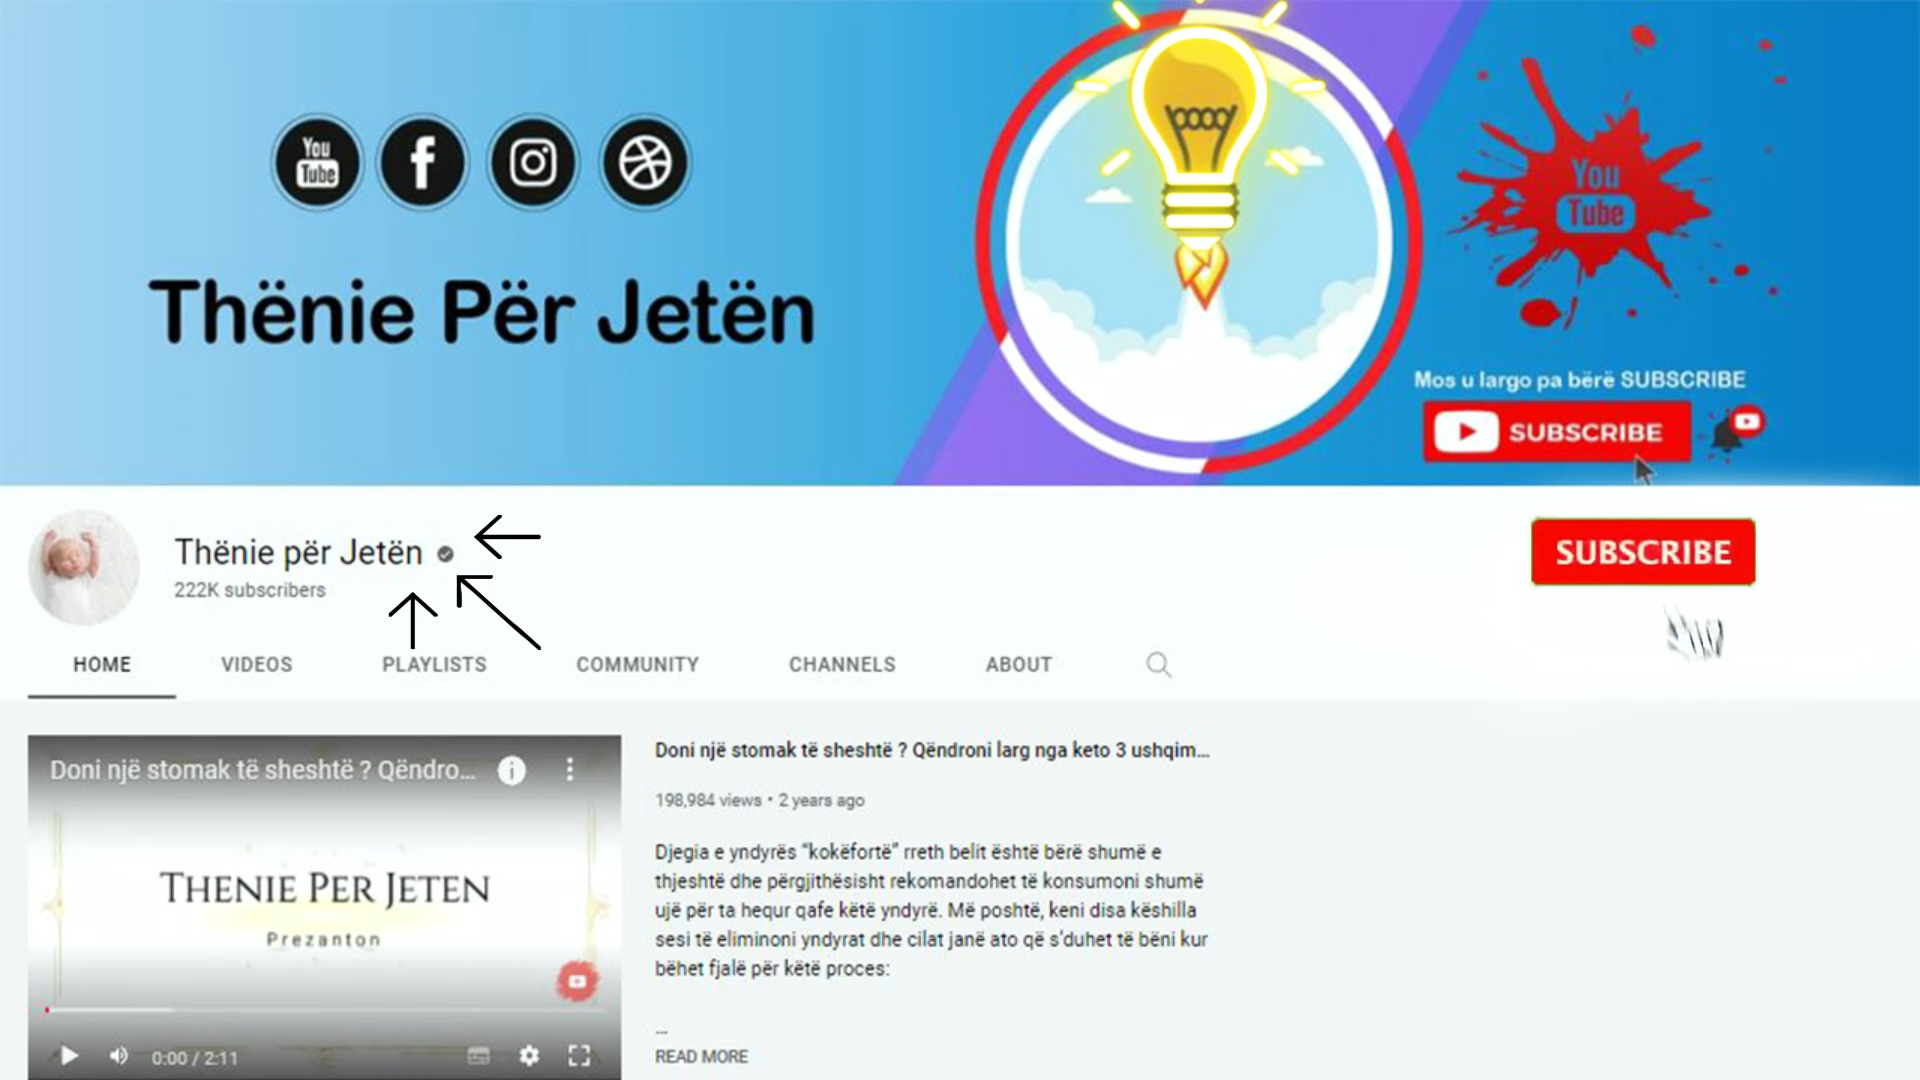 You
Tube
Thënie Për Jetën
You
Tube
Mos u largo pa bërë SUBSCRIBE
SUBSCRIBE
Thënie për Jetën
222K subscribers
SUBSCRIBE
HOME VIDEOS PLAYLISTS COMMUNITY CHANNELS ABOUT
Doni një stomak të sheshtë ? Qëndro...
THENIE PER JETEN
Prezanton
0:00 / 2:11
Doni një stomak të sheshtë ? Qëndroni larg nga keto 3 ushqim...
198,984 views • 2 years ago
Djegia e yndyrës “kokëfortë” rreth belit është bërë shumë e
thjeshtë dhe përgjithësisht rekomandohet të konsumoni shumë
ujë për ta hequr qafe këtë yndyrë. Më poshtë, keni disa këshilla
sesi të eliminoni yndyrat dhe cilat janë ato që s'duhet të bëni kur
bëhet fjalë për këtë proces:
...
READ MORE